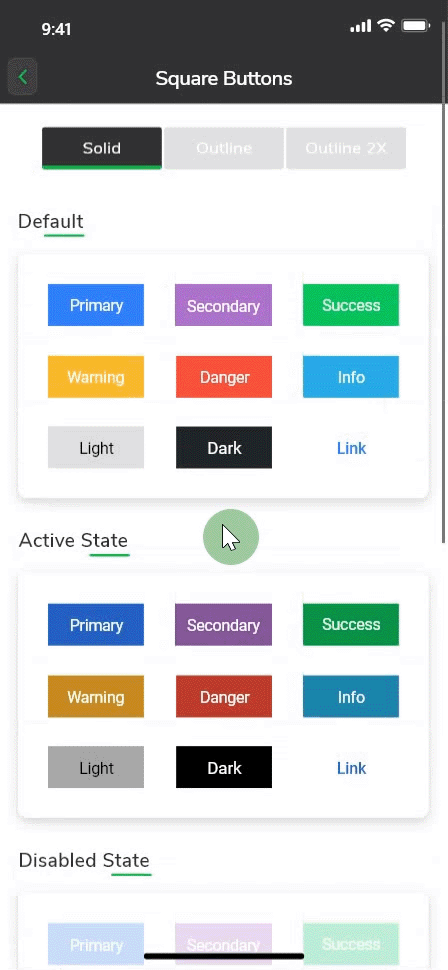 9:41
Square Buttons
Solid Outline Outline 2X
Default
Primary Secondary Success
Warning Danger Info
Light Dark Link
Active State
Primary Secondary Success
Warning Danger Info
Light Dark Link
Disabled State
Primary Secondary Success